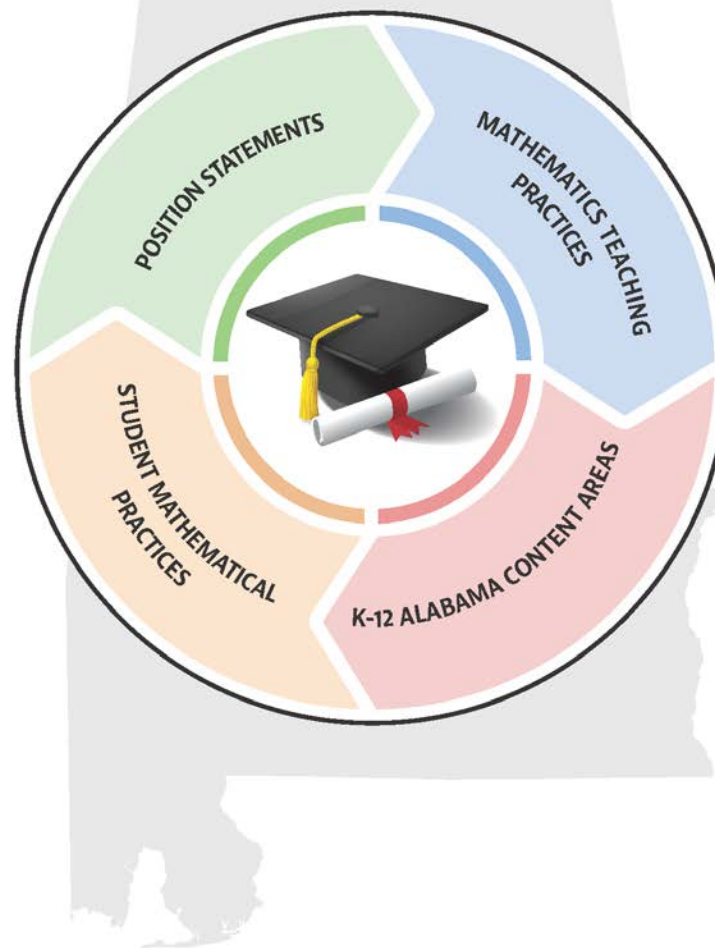 POSITION STATEMENTS
MATHEMATICS TEACHING
PRACTICES
STUDENT MATHEMATICAL
PRACTICES
K-12 ALABAMA CONTENT AREAS